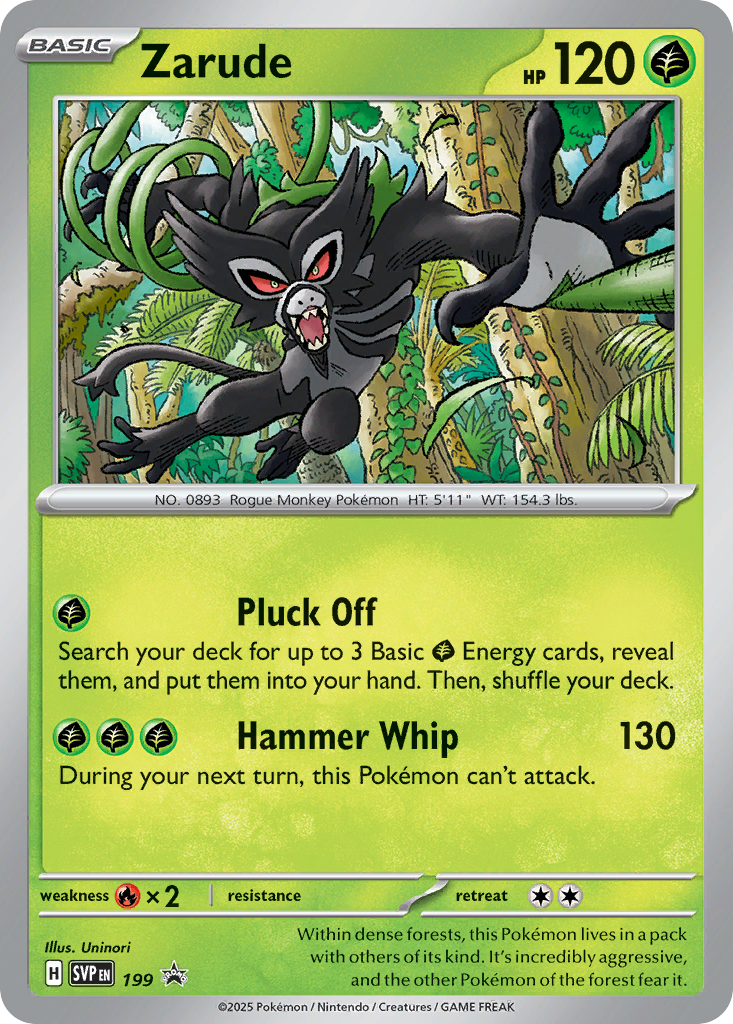 BASIC
Zarude
HP 120
NO. 0893 Rogue Monkey Pokémon HT: 5'11" WT: 154.3 lbs.
Pluck Off
Search your deck for up to 3 Basic Energy cards, reveal
them, and put them into your hand. Then, shuffle your deck.
Hammer Whip 130
During your next turn, this Pokémon can't attack.
weakness ×2 resistance retreat
Illus. Uninori
Within dense forests, this Pokémon lives in a pack
with others of its kind. It's incredibly aggressive,
and the other Pokémon of the forest fear it.
H SVP EN 199 PROMO
©2025 Pokémon / Nintendo / Creatures / GAME FREAK